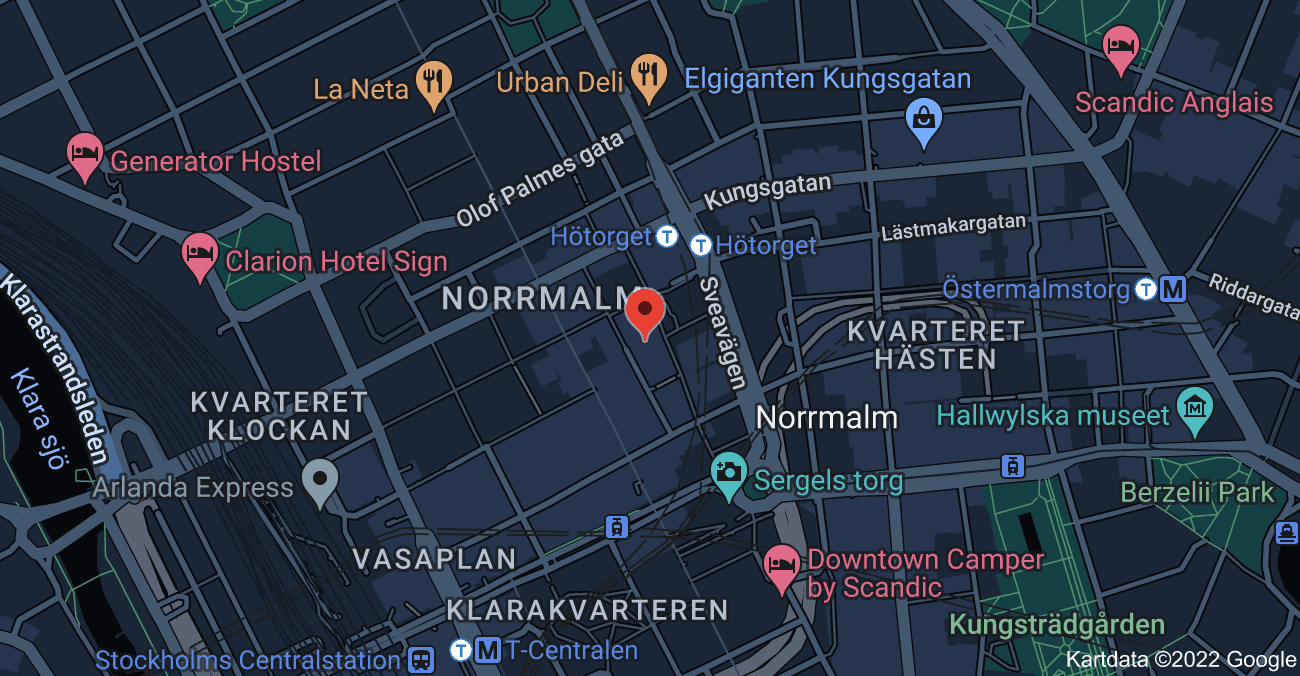 La Neta
Urban Deli
Elgiganten Kungsgatan
Scandic Anglais
Generator Hostel
Olof Palmes gata
Kungsgatan
Clarion Hotel Sign
T
Hötorget
T
Hötorget
Lästmakargatan
NORRMALM
Sveavägen
Östermalmstorg
T
M
Riddargata
KVARTERET
HÄSTEN
Klarastrandsleden
Klara sjö
KVARTERET
KLOCKAN
Norrmalm
Hallwylska museet
M
Arlanda Express
Sergels torg
Berzelii Park
VASAPLAN
Downtown Camper
by Scandic
KLARAKVARTEREN
Kungsträdgården
Stockholms Centralstation
T
M
T-Centralen
Kartdata ©2022 Google